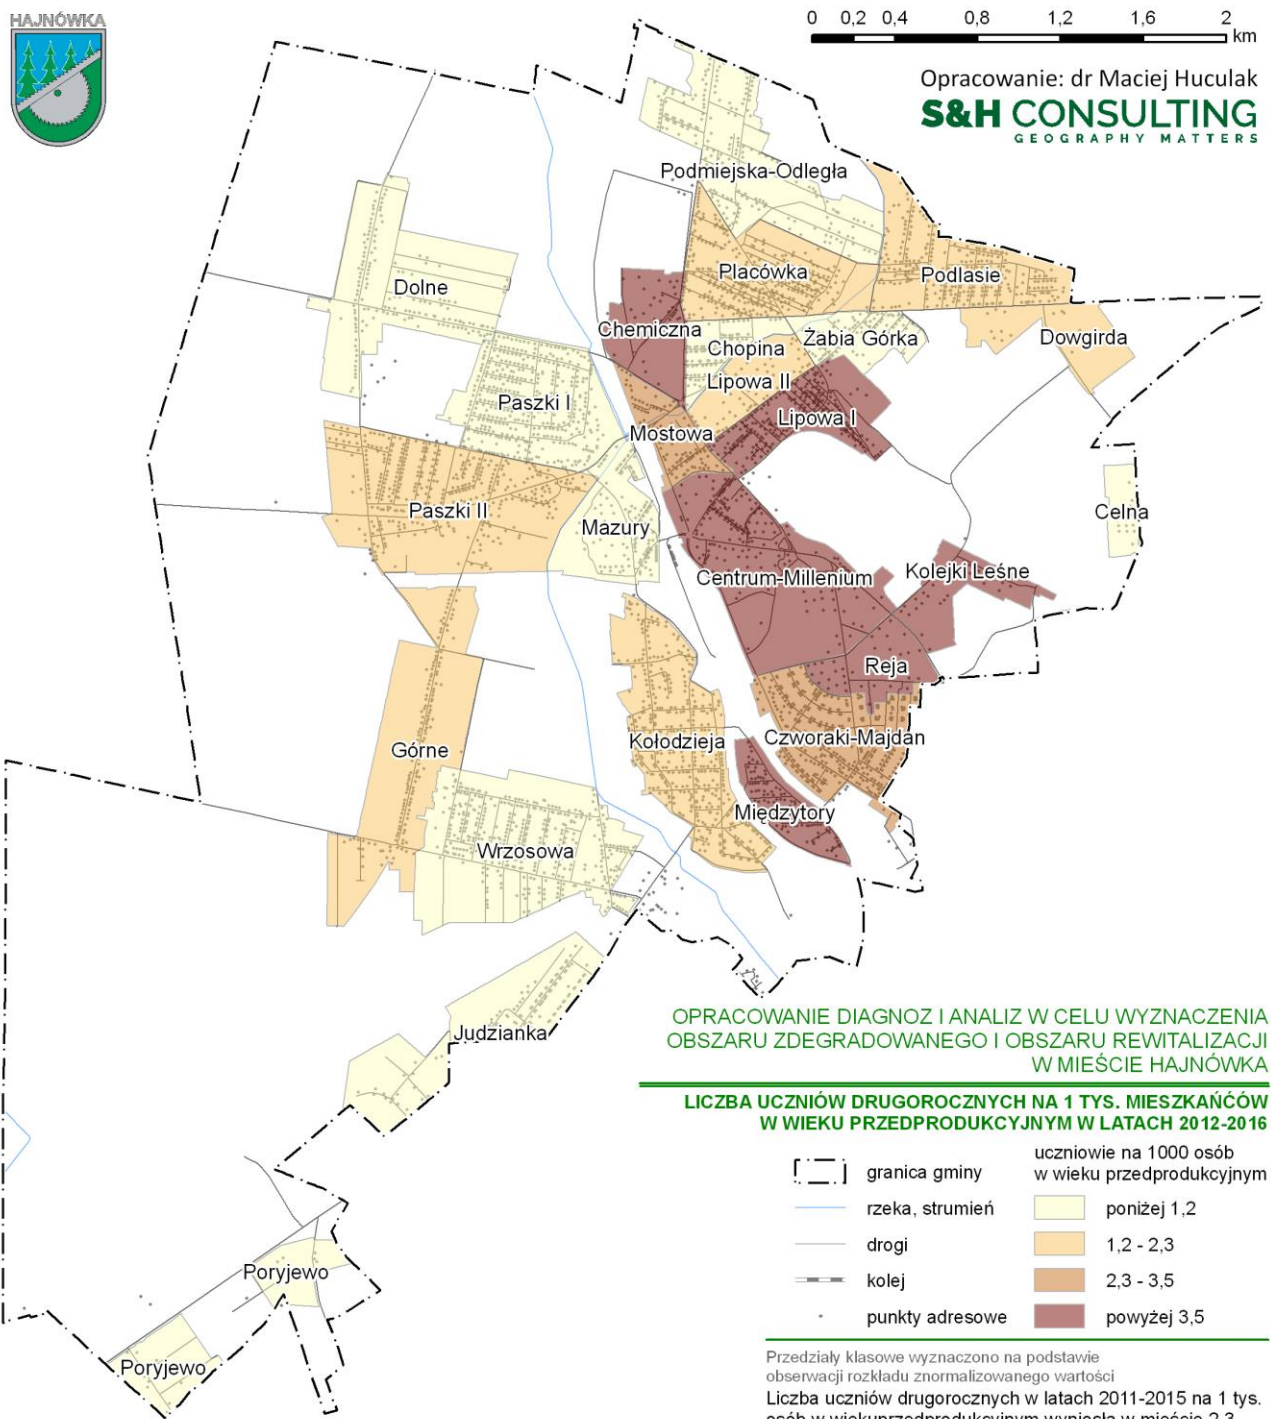 HAJNÓWKA
0 0,2 0,4 0,8 1,2 1,6 2
km
Opracowanie: dr Maciej Huculak
S&H CONSULTING
GEOGRAPHY MATTERS
Podmiejska-Odległa
Placówka
Podlasie
Dolne
Chemiczna
Chopina
Żabia Górka
Dowgirda
Lipowa II
Paszki I
Lipowa I
Mostowa
Paszki II
Mazury
Celna
Centrum-Millenium
Kolejki Leśne
Reja
Górne
Kołodzieja
Czworaki-Majdan
Międzytory
Wrzosowa
Judzianka
Poryjewo
Poryjewo
OPRACOWANIE DIAGNOZ I ANALIZ W CELU WYZNACZENIA
OBSZARU ZDEGRADOWANEGO I OBSZARU REWITALIZACJI
W MIEŚCIE HAJNÓWKA
LICZBA UCZNIÓW DRUGOROCZNYCH NA 1 TYS. MIESZKAŃCÓW
W WIEKU PRZEDPRODUKCYJNYM W LATACH 2012-2016
granica gminy
rzeka, strumień
drogi
kolej
punkty adresowe
uczniowie na 1000 osób
w wieku przedprodukcyjnym
poniżej 1,2
1,2 - 2,3
2,3 - 3,5
powyżej 3,5
Przedziały klasowe wyznaczono na podstawie
obserwacji rozkładu znormalizowanego wartości
Liczba uczniów drugorocznych w latach 2011-2015 na 1 tys.
osób w wiekuprzedprodukcyjnym wyniosła w mieście 2,3